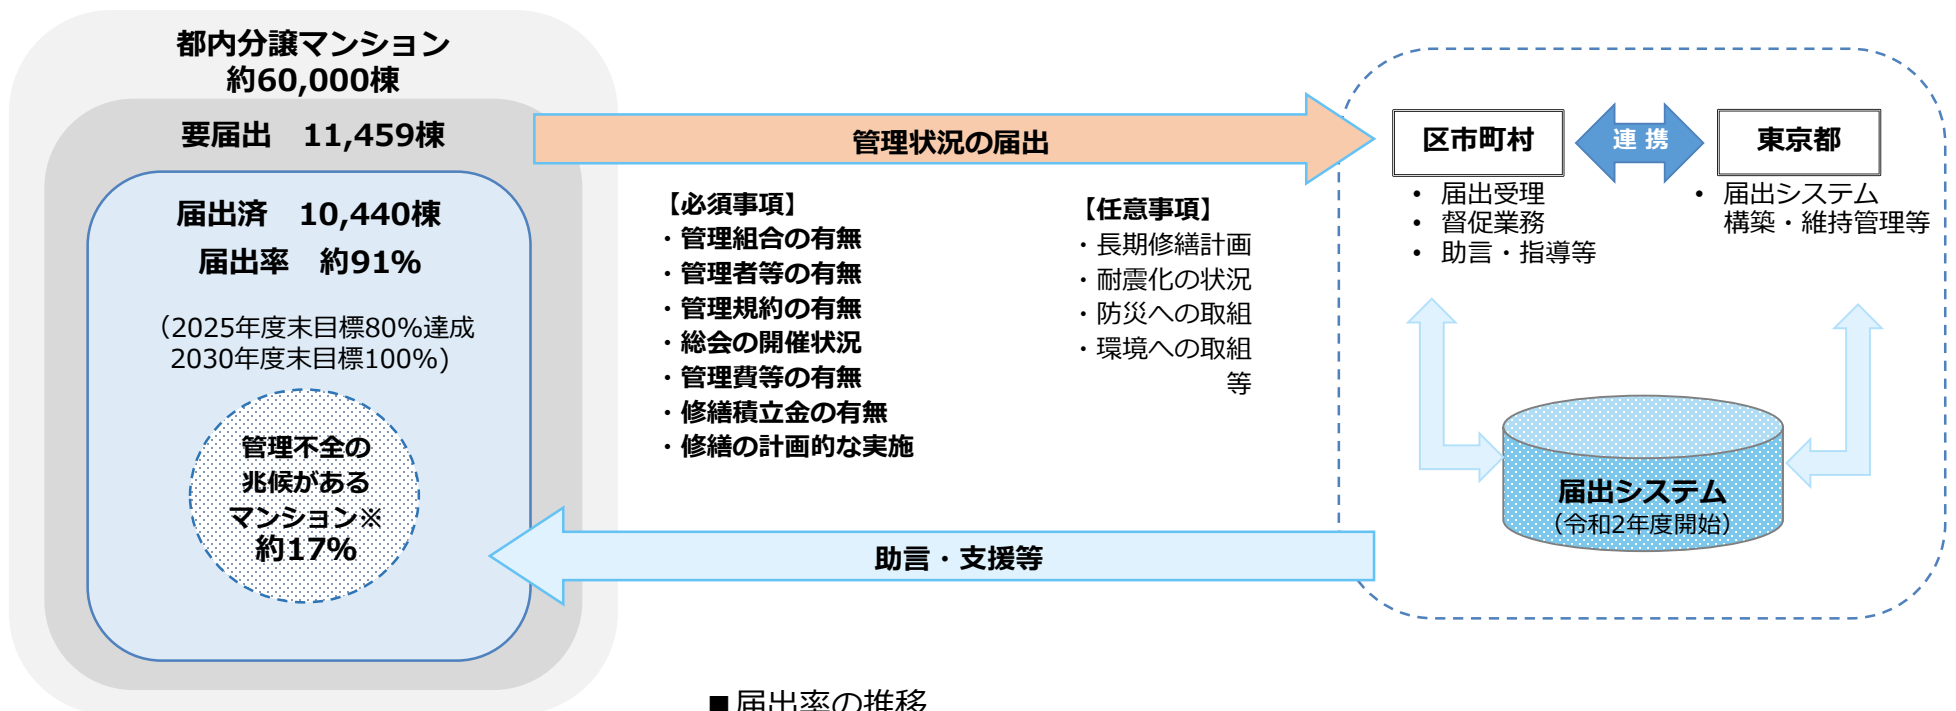 都内分譲マンション
約60,000棟
要届出　11,459棟
届出済　10,440棟
届出率　約91%
（2025年度末目標80%達成
2030年度末目標100%)
管理不全の
兆候がある
マンション※
約17%
管理状況の届出
【必須事項】
・管理組合の有無
・管理者等の有無
・管理規約の有無
・総会の開催状況
・管理費等の有無
・修繕積立金の有無
・修繕の計画的な実施
【任意事項】
・長期修繕計画
・耐震化の状況
・防災への取組
・環境への取組
等
助言・支援等
区市町村
連 携
東京都
• 届出受理
• 督促業務
• 助言・指導等
• 届出システム
構築・維持管理等
届出システム
（令和2年度開始）
■届出率の推移